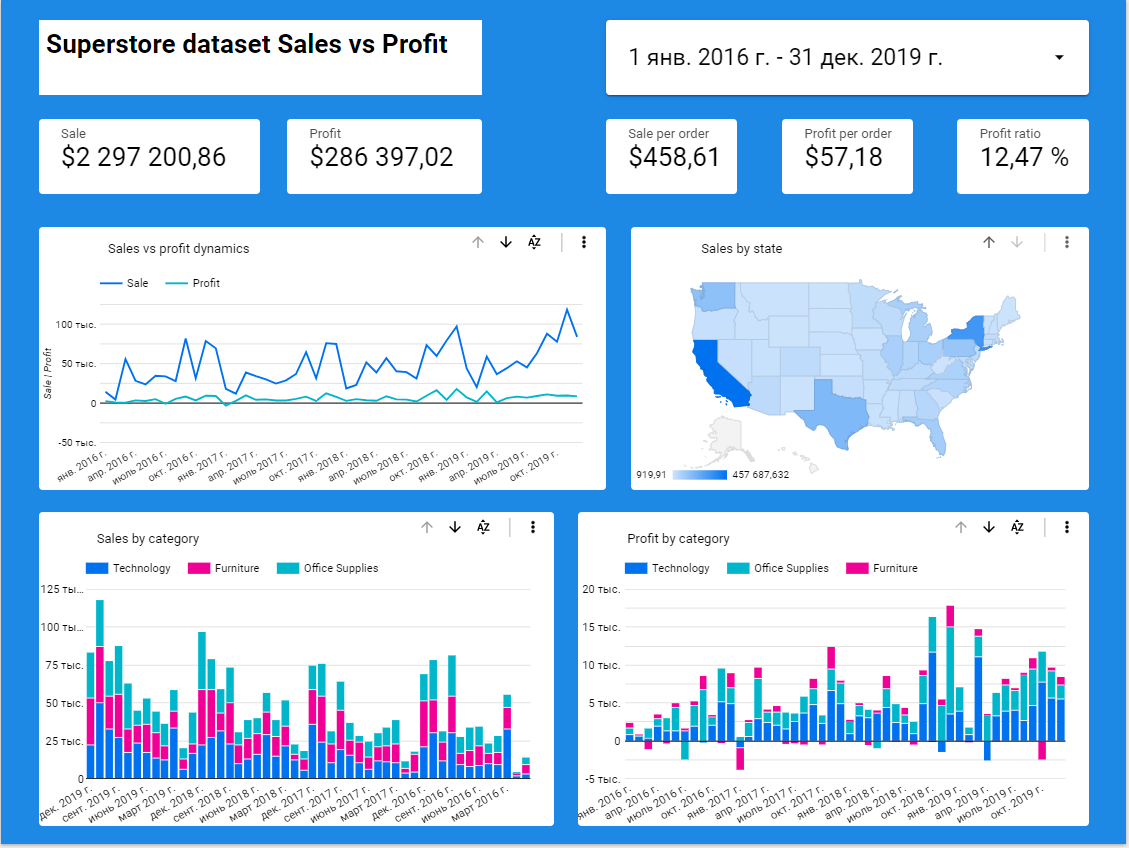 Superstore dataset Sales vs Profit
1 янв. 2016 г. - 31 дек. 2019 г.
Sale
$2 297 200,86
Profit
$286 397,02
Sale per order
$458,61
Profit per order
$57,18
Profit ratio
12,47 %
Sales vs profit dynamics
AZ
Sale
Profit
100 тыс.
50 тыс.
0
-50 тыс.
Sale | Profit
янв. 2016 г.
апр. 2016 г.
июль 2016 г.
окт. 2016 г.
янв. 2017 г.
апр. 2017 г.
июль 2017 г.
окт. 2017 г.
янв. 2018 г.
апр. 2018 г.
июль 2018 г.
окт. 2018 г.
янв. 2019 г.
апр. 2019 г.
июль 2019 г.
окт. 2019 г.
Sales by state
919,91
457 687,632
Sales by category
AZ
Technology
Furniture
Office Supplies
125 ты...
100 ты...
75 тыс.
50 тыс.
25 тыс.
0
дек. 2019 г.
сент. 2019 г.
июнь 2019 г.
март 2019 г.
дек. 2018 г.
сент. 2018 г.
июнь 2018 г.
март 2018 г.
дек. 2017 г.
сент. 2017 г.
июнь 2017 г.
март 2017 г.
дек. 2016 г.
сент. 2016 г.
июнь 2016 г.
март 2016 г.
Profit by category
AZ
Technology
Office Supplies
Furniture
20 тыс.
15 тыс.
10 тыс.
5 тыс.
0
-5 тыс.
янв. 2016 г.
апр. 2016 г.
июль 2016 г.
окт. 2016 г.
янв. 2017 г.
апр. 2017 г.
июль 2017 г.
окт. 2017 г.
янв. 2018 г.
апр. 2018 г.
июль 2018 г.
окт. 2018 г.
янв. 2019 г.
апр. 2019 г.
июль 2019 г.
окт. 2019 г.